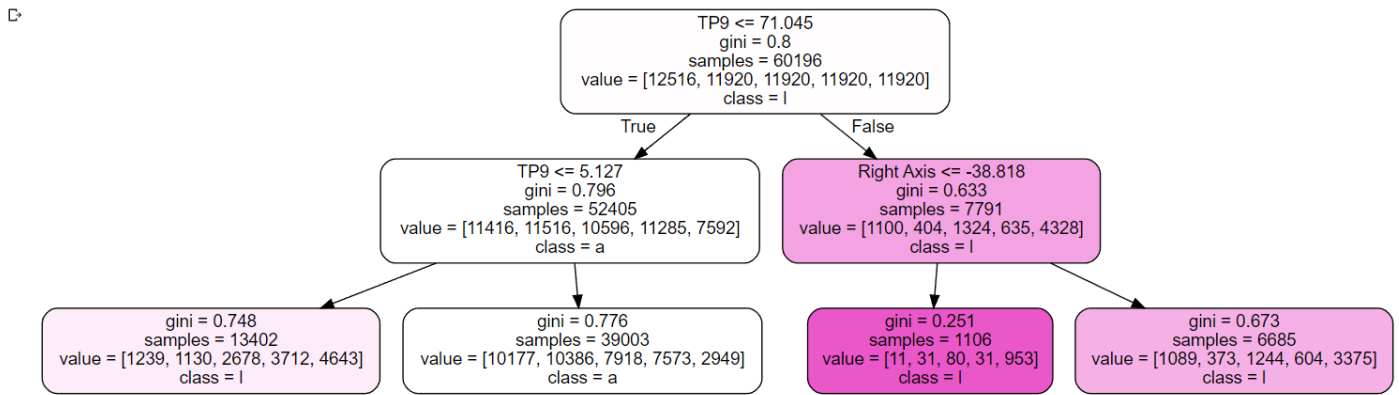 TP9 <= 71.045
gini = 0.8
samples = 60196
value = [12516, 11920, 11920, 11920, 11920]
class = l
True
False
TP9 <= 5.127
gini = 0.796
samples = 52405
value = [11416, 11516, 10596, 11285, 7592]
class = a
Right Axis <= -38.818
gini = 0.633
samples = 7791
value = [1100, 404, 1324, 635, 4328]
class = l
gini = 0.748
samples = 13402
value = [1239, 1130, 2678, 3712, 4643]
class = l
gini = 0.776
samples = 39003
value = [10177, 10386, 7918, 7573, 2949]
class = a
gini = 0.251
samples = 1106
value = [11, 31, 80, 31, 953]
class = l
gini = 0.673
samples = 6685
value = [1089, 373, 1244, 604, 3375]
class = l